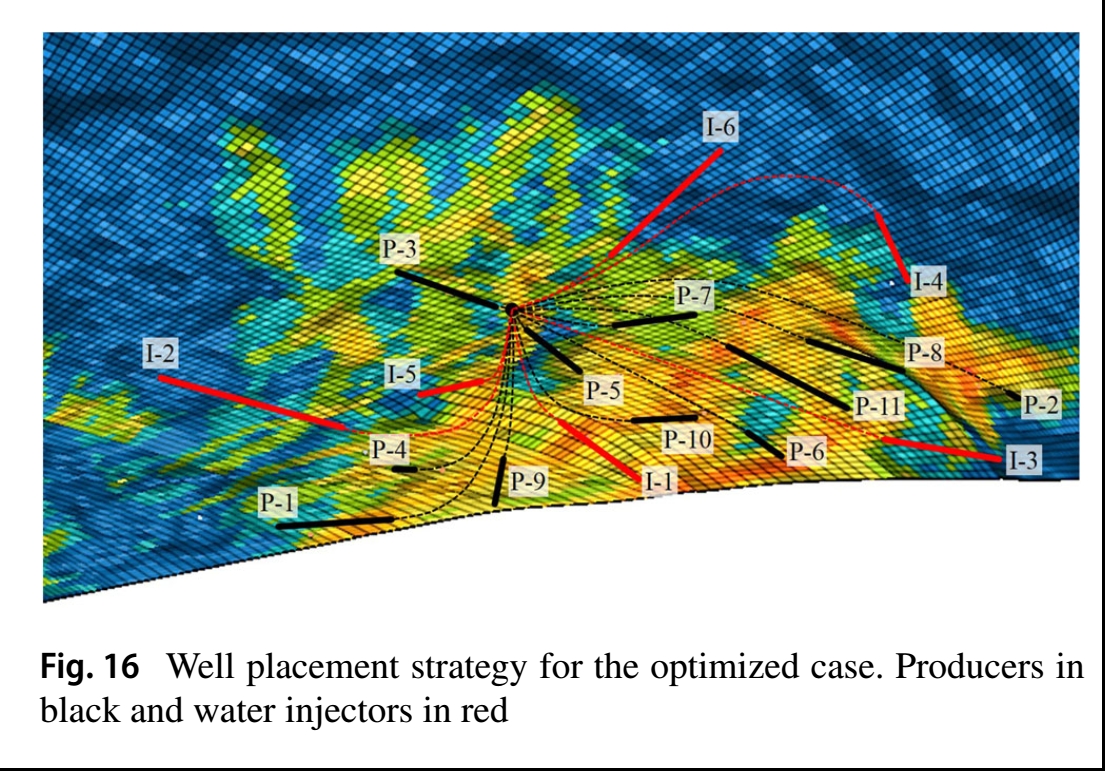 I-6
P-3
I-4
P-7
I-2
P-8
I-5
P-5
P-2
P-11
P-10
P-4
P-6
I-3
P-9
I-1
P-1
Fig. 16 Well placement strategy for the optimized case. Producers in
black and water injectors in red